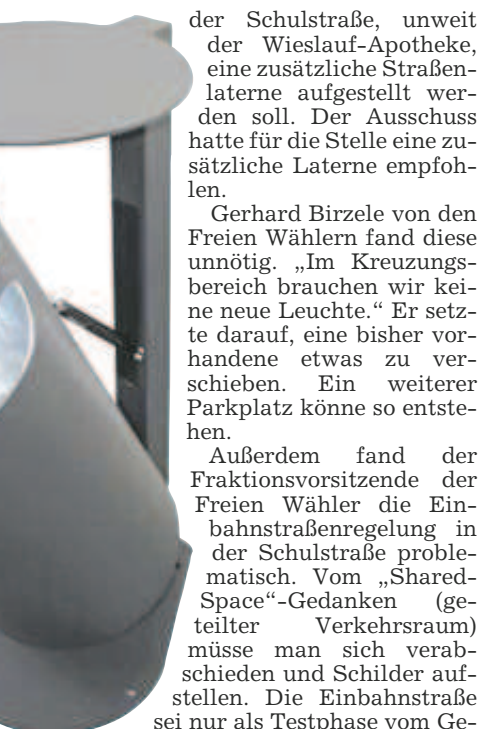 der Schulstraße, unweit
der Wieslauf-Apotheke,
eine zusätzliche Straßen-
laterne aufgestellt wer-
den soll. Der Ausschuss
hatte für die Stelle eine zu-
sätzliche Laterne empfoh-
len.
Gerhard Birzele von den
Freien Wählern fand diese
unnötig. „Im Kreuzungs-
bereich brauchen wir kei-
ne neue Leuchte.“ Er setz-
te darauf, eine bisher vor-
handene etwas zu ver-
schieben. Ein weiterer
Parkplatz könne so entste-
hen.
Außerdem fand der
Fraktionsvorsitzende der
Freien Wähler die Ein-
bahnstraßenregelung in
der Schulstraße proble-
matisch. Vom „Shared-
Space“-Gedanken (ge-
teilter Verkehrsraum)
müsse man sich verab-
schieden und Schilder auf-
stellen. Die Einbahnstraße
sei nur als Testphase vom Ge-